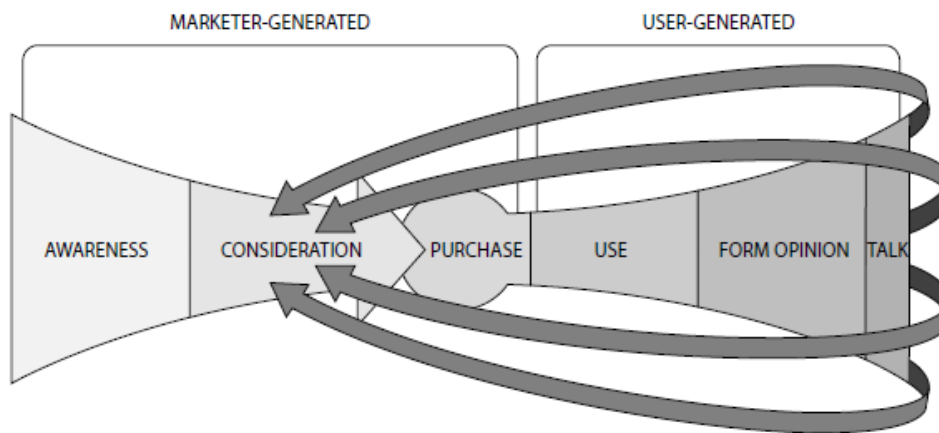 MARKETER-GENERATED
USER-GENERATED
AWARENESS
CONSIDERATION
PURCHASE
USE
FORM OPINION
TALK